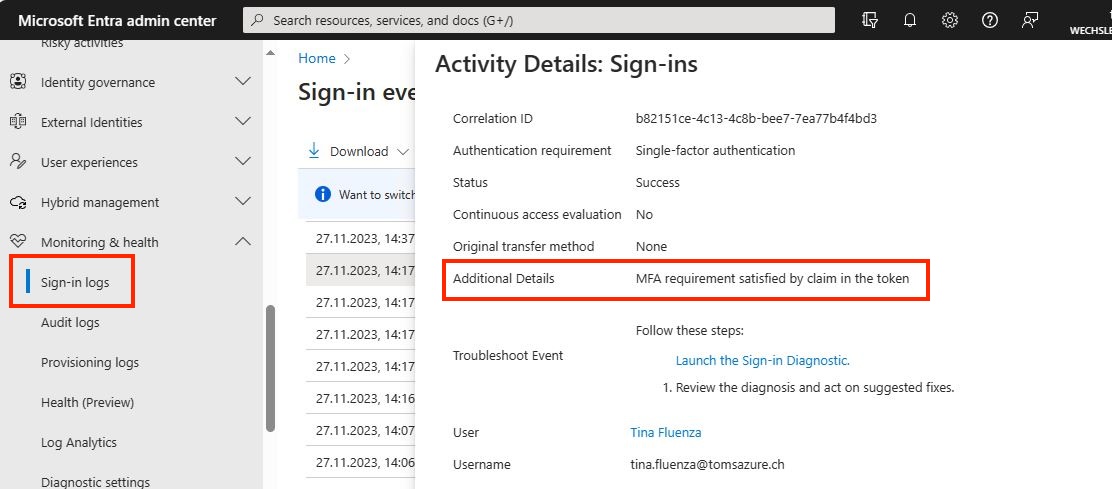 Microsoft Entra admin center
Search resources, services, and docs (G+/)
WECHSLE
Risky activities
Identity governance
External Identities
User experiences
Hybrid management
Monitoring & health
Sign-in logs
Audit logs
Provisioning logs
Health (Preview)
Log Analytics
Diagnostic settings
Home
Sign-in eve
Download
Want to switch
27.11.2023, 14:37
27.11.2023, 14:17
27.11.2023, 14:17
27.11.2023, 14:17
27.11.2023, 14:17
27.11.2023, 14:16
27.11.2023, 14:07
27.11.2023, 14:06
Activity Details: Sign-ins
Correlation ID b82151ce-4c13-4c8b-bee7-7ea77b4f4bd3
Authentication requirement Single-factor authentication
Status Success
Continuous access evaluation No
Original transfer method None
Additional Details MFA requirement satisfied by claim in the token
Follow these steps:
Troubleshoot Event Launch the Sign-in Diagnostic.
1. Review the diagnosis and act on suggested fixes.
User Tina Fluenza
Username tina.fluenza@tomsazure.ch